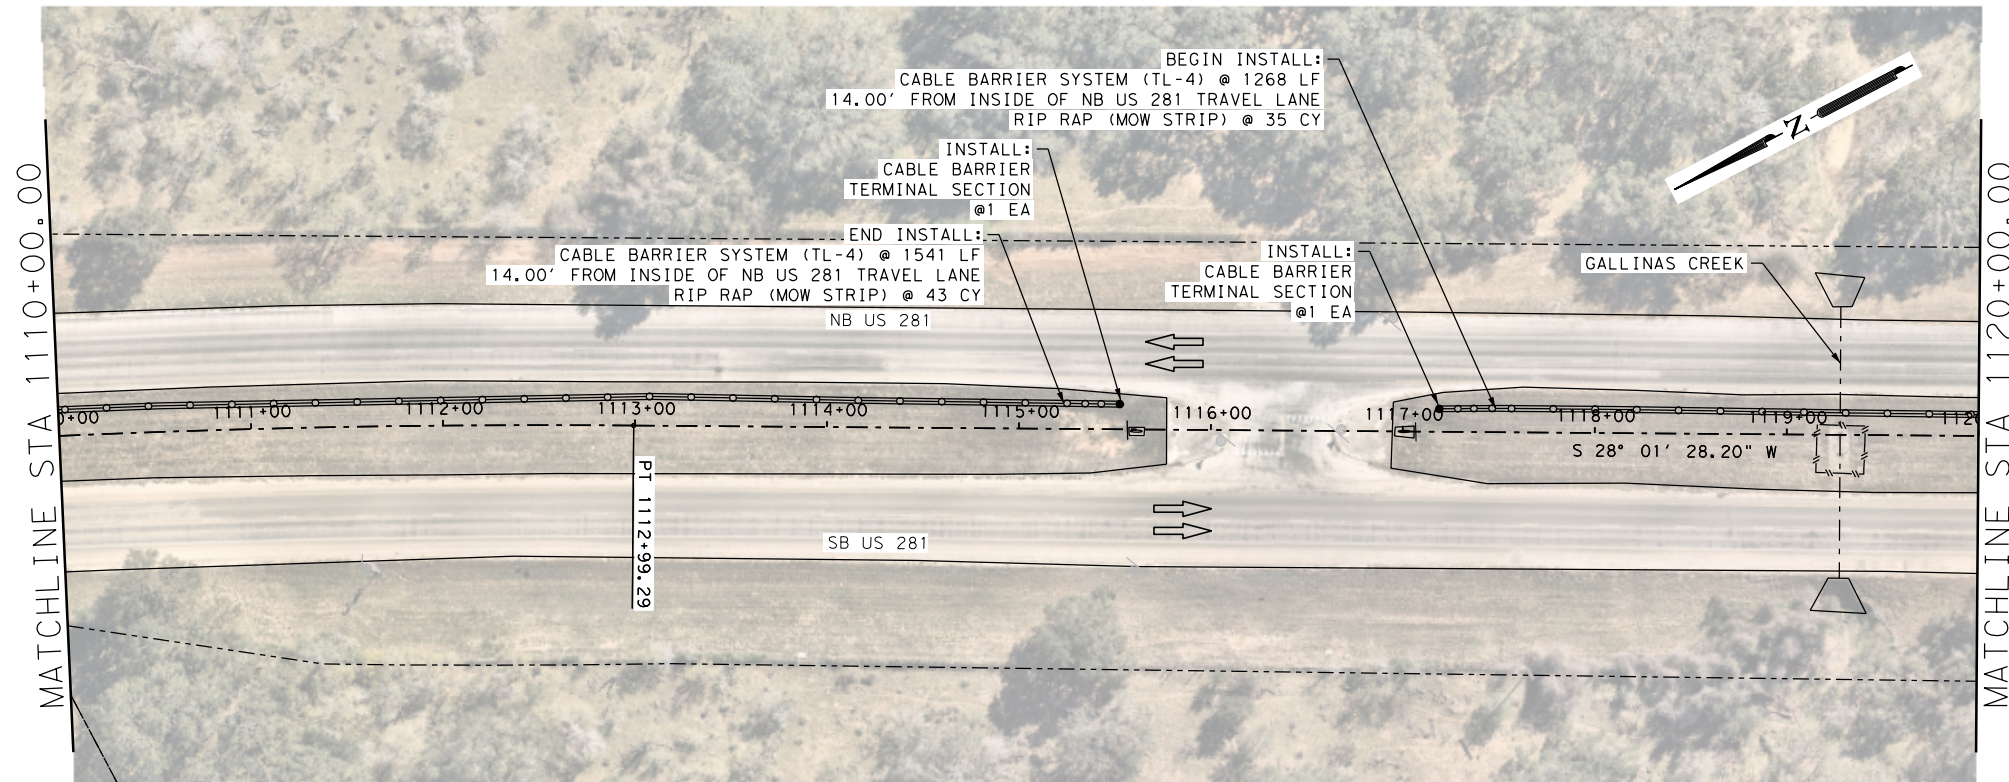 BEGIN INSTALL:
CABLE BARRIER SYSTEM (TL-4) @ 1268 LF
14.00' FROM INSIDE OF NB US 281 TRAVEL LANE
RIP RAP (MOW STRIP) @ 35 CY
N
INSTALL:
CABLE BARRIER
TERMINAL SECTION
@1 EA
END INSTALL:
CABLE BARRIER SYSTEM (TL-4) @ 1541 LF
14.00' FROM INSIDE OF NB US 281 TRAVEL LANE
RIP RAP (MOW STRIP) @ 43 CY
INSTALL:
CABLE BARRIER
TERMINAL SECTION
@1 EA
GALLINAS CREEK
NB US 281
MATCHLINE STA 1110+00.00
0+00
1111+00
1112+00
1113+00
1114+00
1115+00
1116+00
1117+00
1118+00
1119+00
1120
S 28° 01' 28.20" W
PT 1112+99.29
SB US 281
MATCHLINE STA 1120+00.00